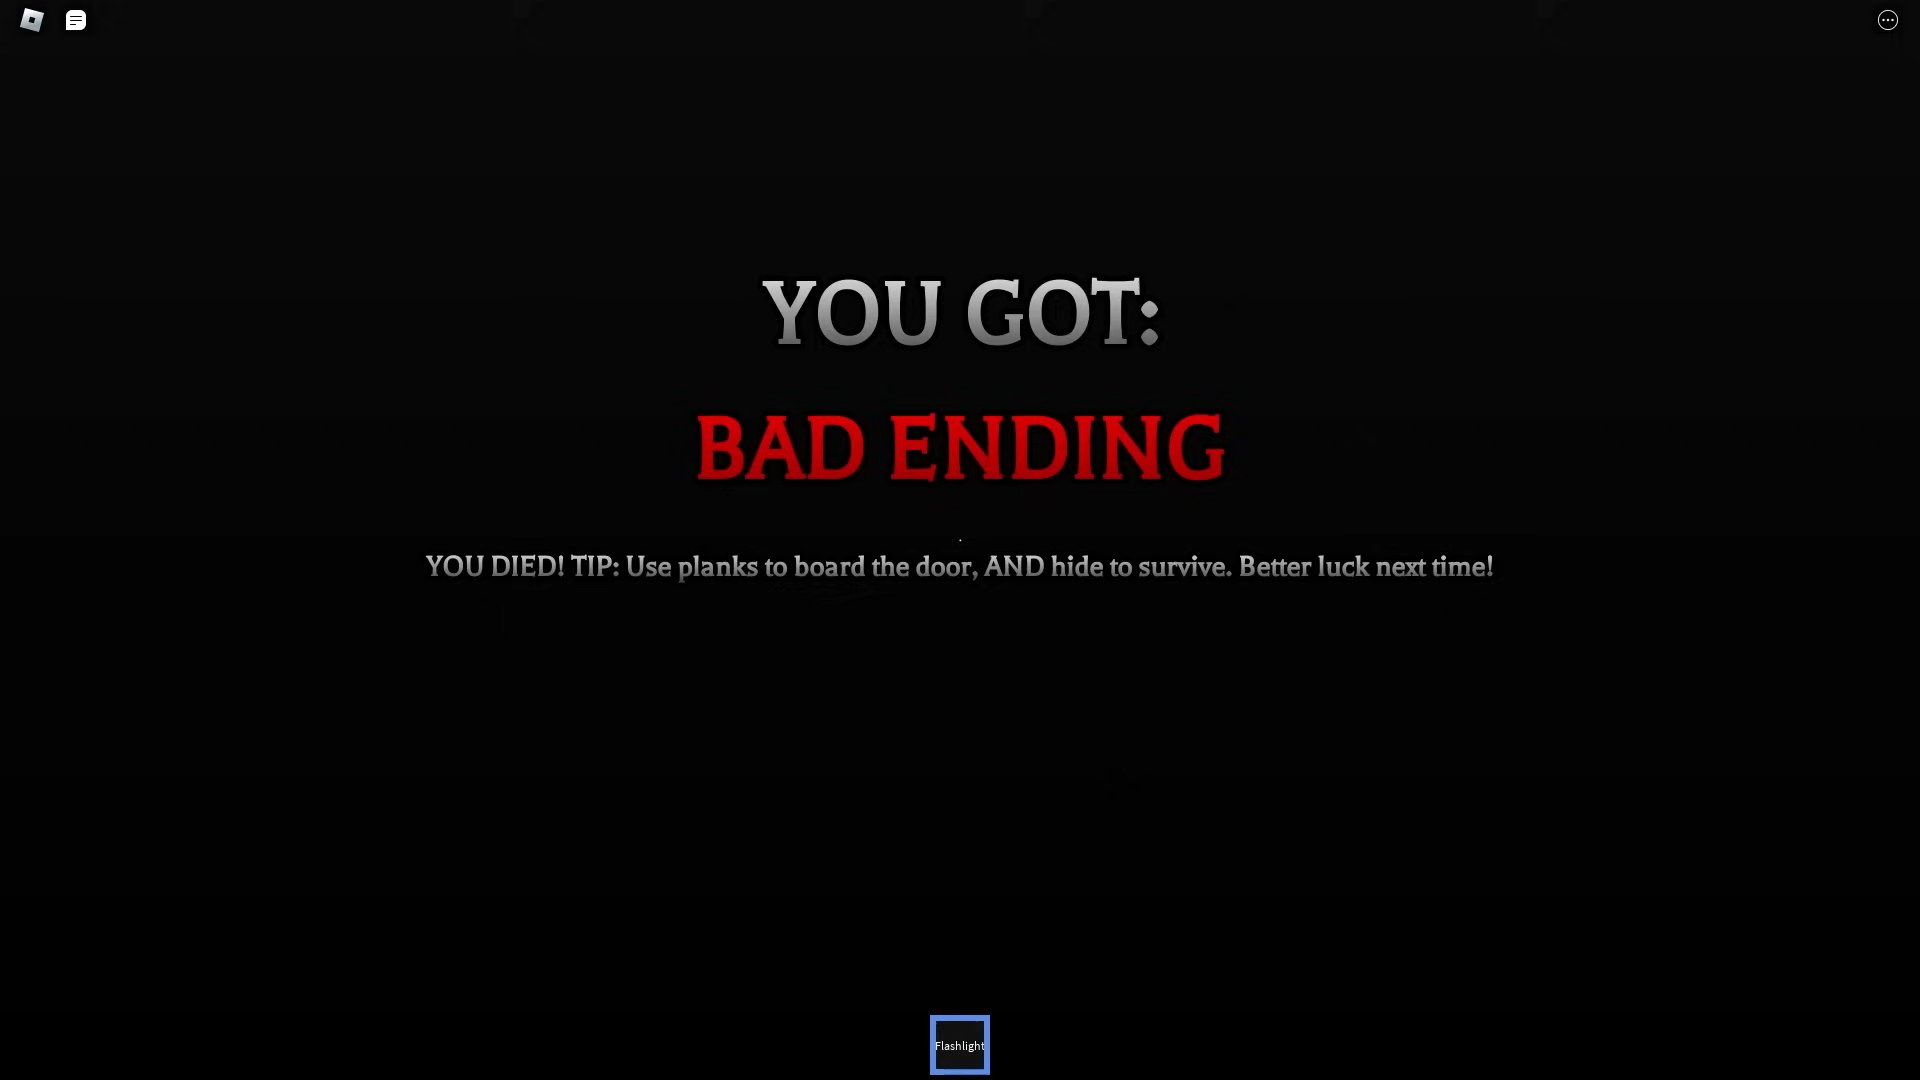 YOU GOT:
BAD ENDING
YOU DIED! TIP: Use planks to board the door, AND hide to survive. Better luck next time!
Flashlight